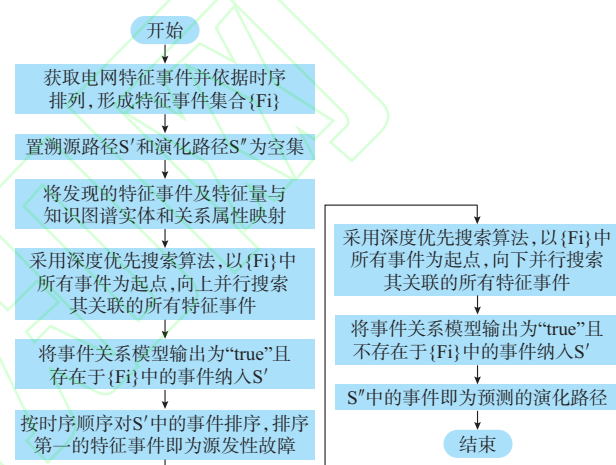 开始
获取电网特征事件并依据时序
排列,形成特征事件集合{Fi}
置溯源路径S′和演化路径S″为空集
将发现的特征事件及特征量与
知识图谱实体和关系属性映射
采用深度优先搜索算法,以{Fi}中
所有事件为起点,向上并行搜索
其关联的所有特征事件
将事件关系模型输出为“true”且
存在于{Fi}中的事件纳入S′
按时序顺序对S′中的事件排序,排序
第一的特征事件即为源发性故障
采用深度优先搜索算法,以{Fi}中
所有事件为起点,向下并行搜索
其关联的所有特征事件
将事件关系模型输出为“true”且
不存在于{Fi}中的事件纳入S′
S″中的事件即为预测的演化路径
结束